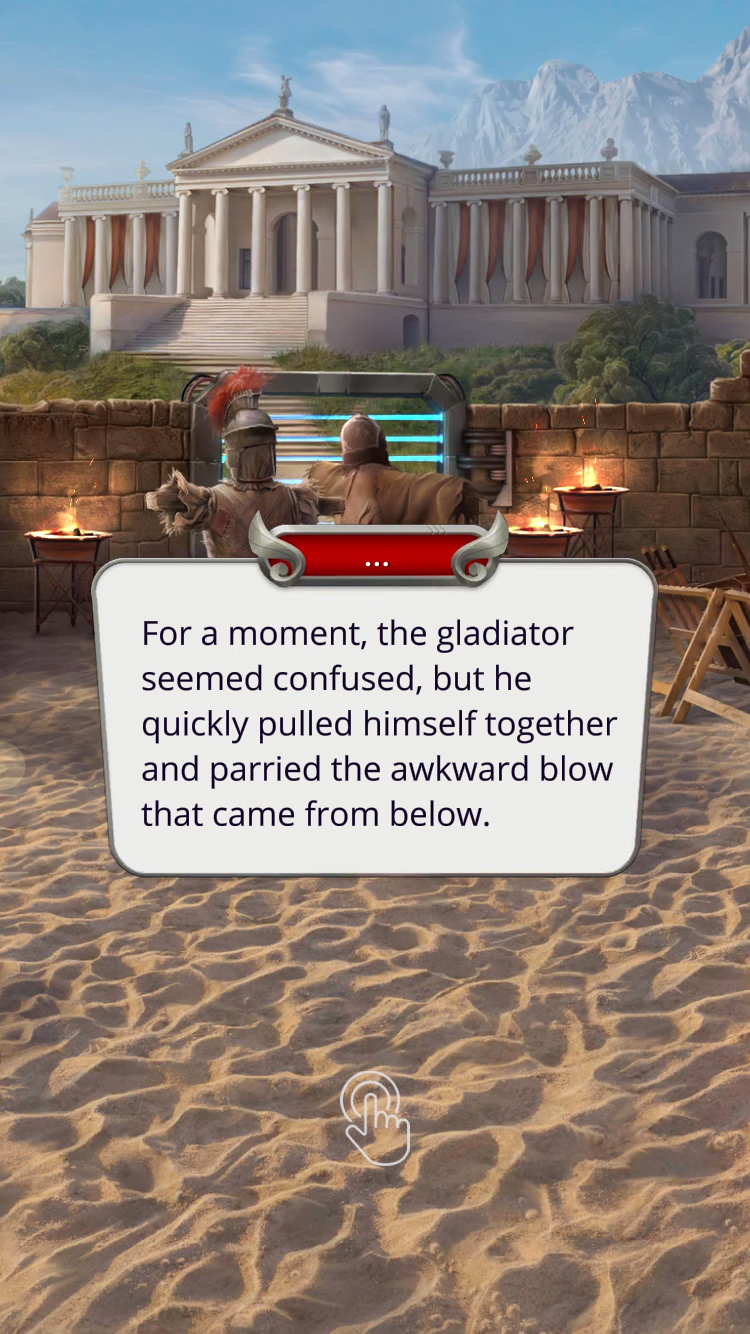 ...
For a moment, the gladiator
seemed confused, but he
quickly pulled himself together
and parried the awkward blow
that came from below.